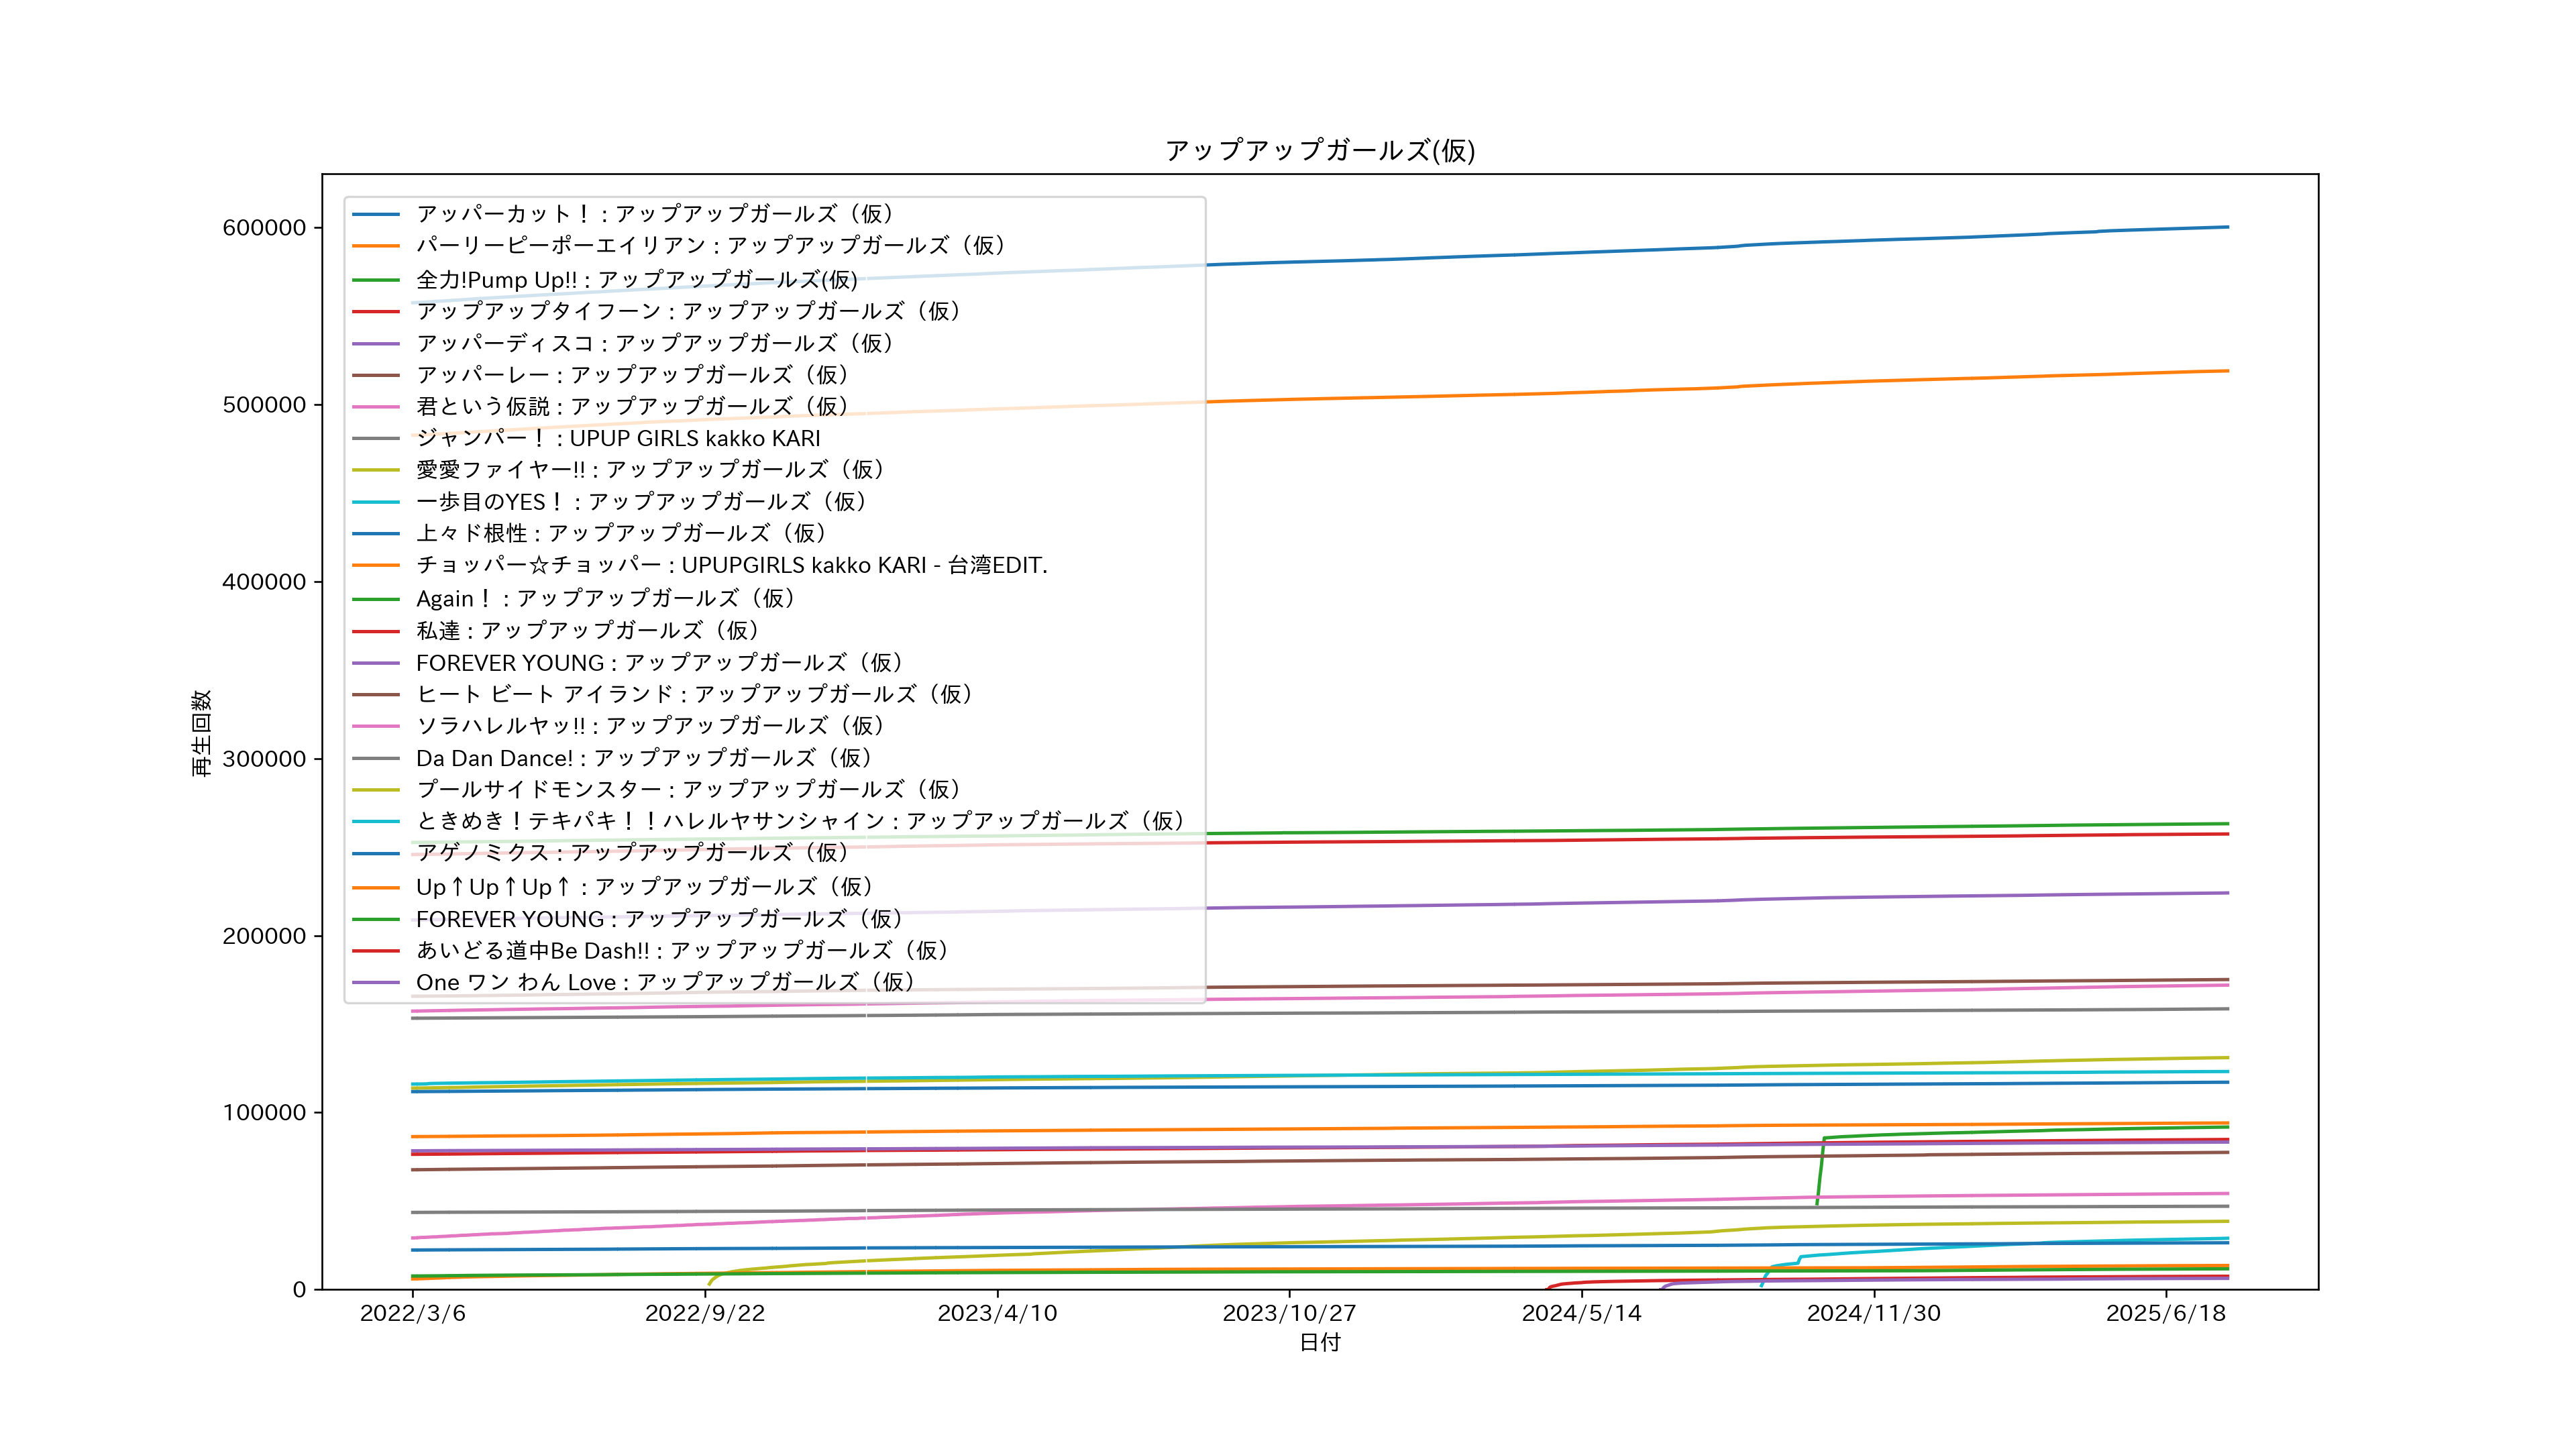 アップアップガールズ(仮)
アッパーカット！ : アップアップガールズ（仮）
パーリーピーポーエイリアン : アップアップガールズ（仮）
全力!Pump Up!! : アップアップガールズ(仮)
アップアップタイフーン : アップアップガールズ（仮）
アッパーディスコ : アップアップガールズ（仮）
アッパーレー : アップアップガールズ（仮）
君という仮説 : アップアップガールズ（仮）
ジャンパー！ : UPUP GIRLS kakko KARI
愛愛ファイヤー!! : アップアップガールズ（仮）
一歩目のYES！ : アップアップガールズ（仮）
上々ド根性 : アップアップガールズ（仮）
チョッパー☆チョッパー : UPUPGIRLS kakko KARI - 台湾EDIT.
Again！ : アップアップガールズ（仮）
私達 : アップアップガールズ（仮）
FOREVER YOUNG : アップアップガールズ（仮）
ヒート ビート アイランド : アップアップガールズ（仮）
ソラハレルヤッ!! : アップアップガールズ（仮）
Da Dan Dance! : アップアップガールズ（仮）
プールサイドモンスター : アップアップガールズ（仮）
ときめき！テキパキ！！ハレルヤサンシャイン : アップアップガールズ（仮）
アゲノミクス : アップアップガールズ（仮）
Up↑Up↑Up↑ : アップアップガールズ（仮）
FOREVER YOUNG : アップアップガールズ（仮）
あいどる道中Be Dash!! : アップアップガールズ（仮）
One ワン わん Love : アップアップガールズ（仮）
再生回数
600000
500000
400000
300000
200000
100000
0
2022/3/6 2022/9/22 2023/4/10 2023/10/27 2024/5/14 2024/11/30 2025/6/18
日付